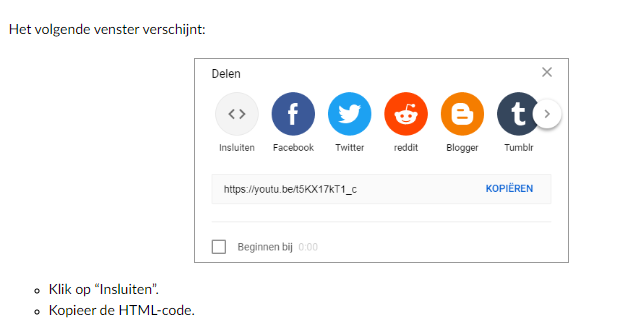 Het volgende venster verschijnt:
Delen
Insluiten Facebook Twitter reddit Blogger Tumblr
https://youtu.be/t5KX17kT1_c KOPIËREN
Beginnen bij 0:00
Klik op “Insluiten”.
Kopieer de HTML-code.